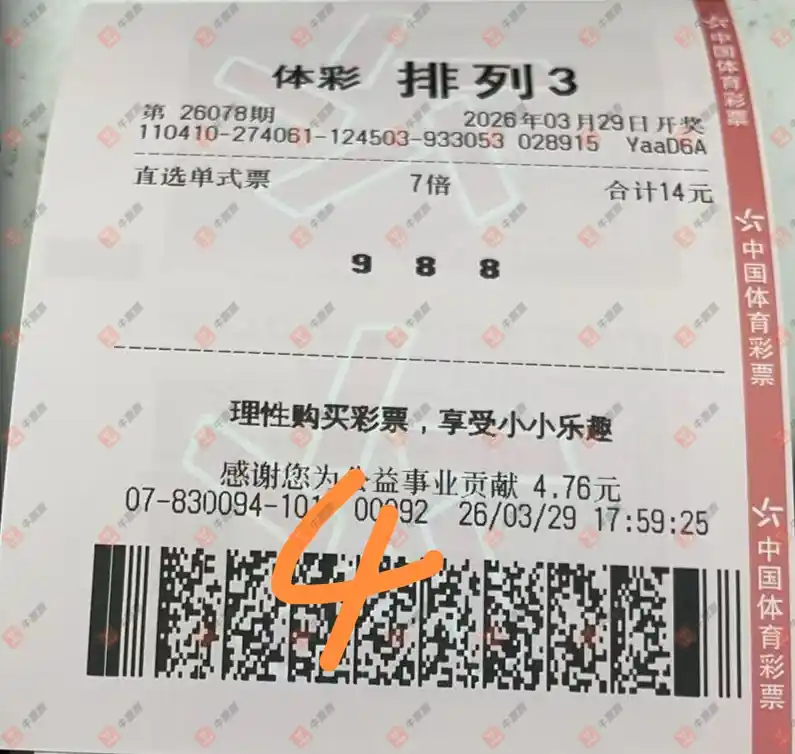 体彩 排列3
第 26078期 2026年03月29日开奖
110410-274061-124503-933053 028915 YaaD6A
直选单式票 7倍 合计14元
9 8 8
理性购买彩票，享受小小乐趣
感谢您为公益事业贡献 4.76元
07-830094-101 00092 26/03/29 17:59:25
4
中国体育彩票
中国体育彩票
中国体育彩票
牛票票